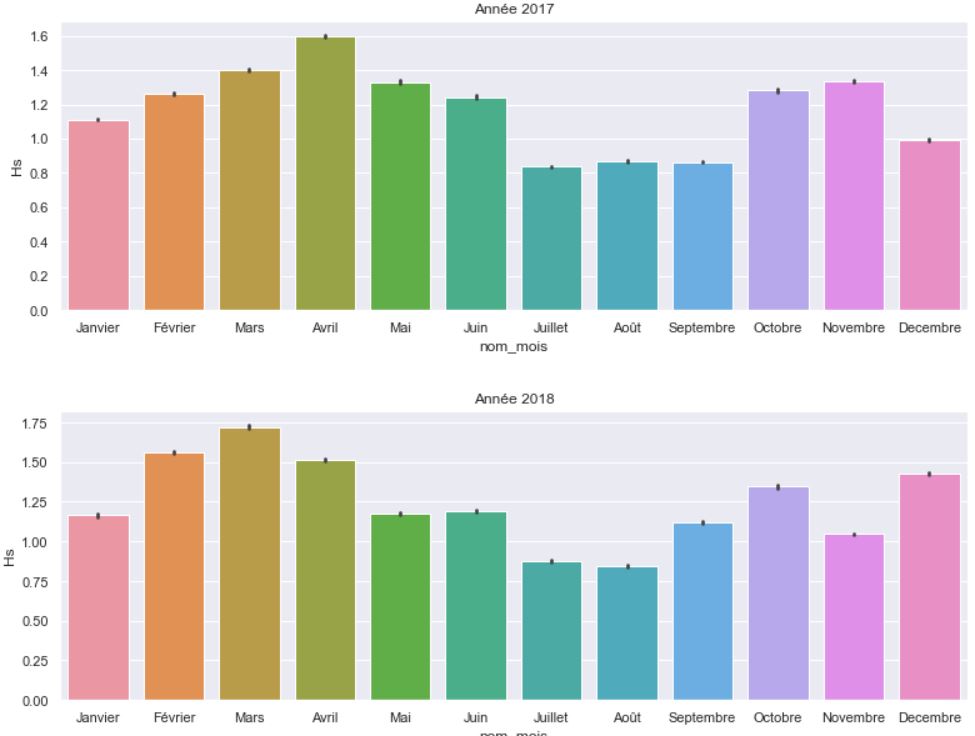 Année 2017
1.6
1.4
1.2
1.0
0.8
0.6
0.4
0.2
0.0
Hs
Janvier Février Mars Avril Mai Juin Juillet Août Septembre Octobre Novembre Decembre
nom_mois
Année 2018
1.75
1.50
1.25
1.00
0.75
0.50
0.25
0.00
Hs
Janvier Février Mars Avril Mai Juin Juillet Août Septembre Octobre Novembre Decembre
nom_mois